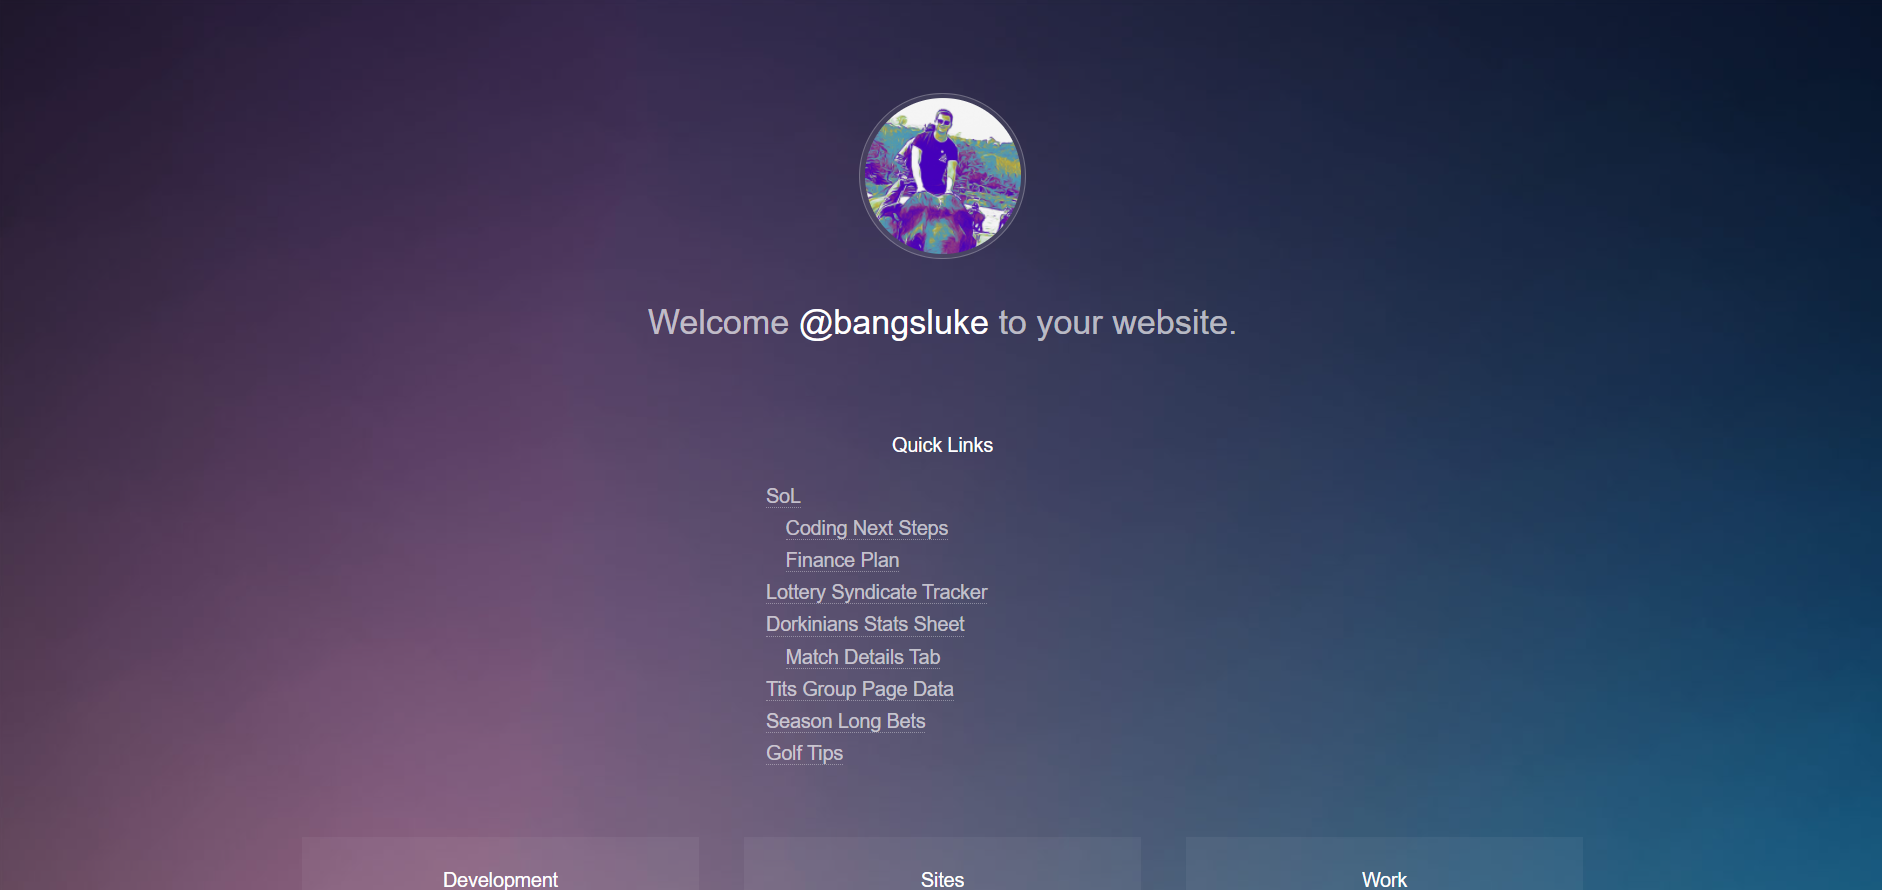 Welcome @bangsluke to your website.
Quick Links
SoL
Coding Next Steps
Finance Plan
Lottery Syndicate Tracker
Dorkinians Stats Sheet
Match Details Tab
Tits Group Page Data
Season Long Bets
Golf Tips
Development
Sites
Work